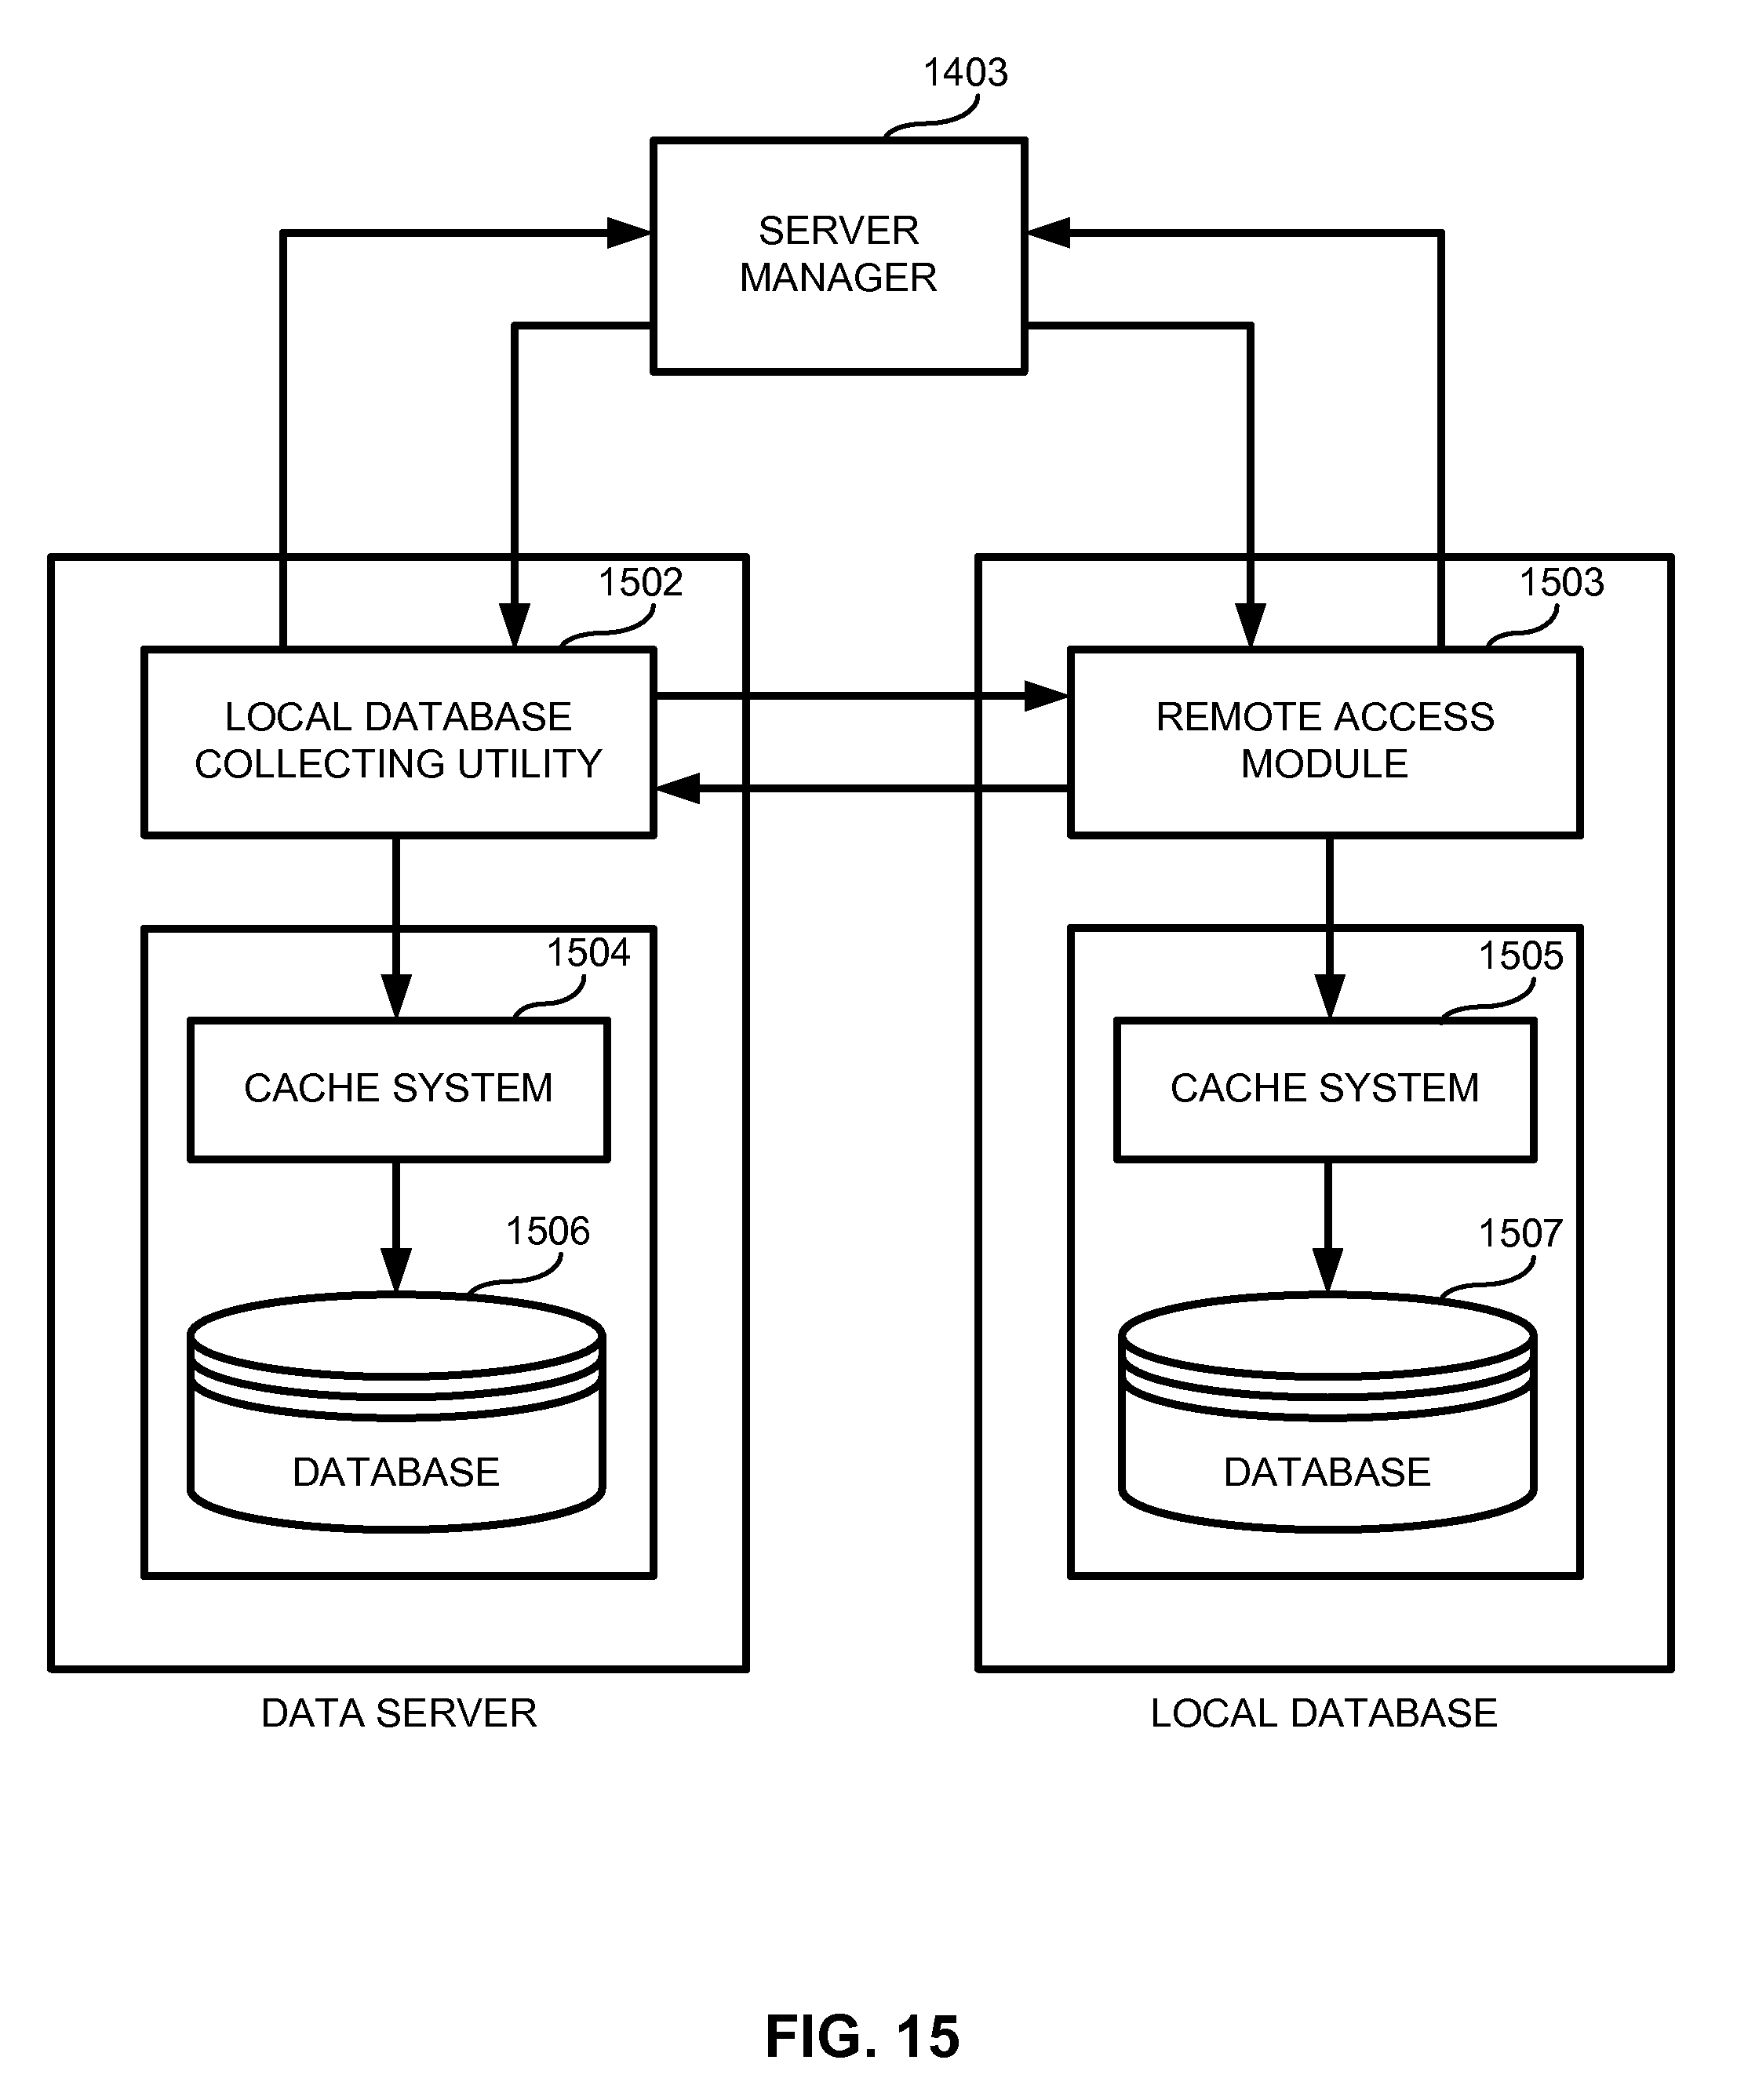 1403
SERVER
MANAGER
1502
1503
LOCAL DATABASE
COLLECTING UTILITY
REMOTE ACCESS
MODULE
1504
1505
CACHE SYSTEM
CACHE SYSTEM
1506
1507
DATABASE
DATABASE
DATA SERVER
LOCAL DATABASE
FIG. 15